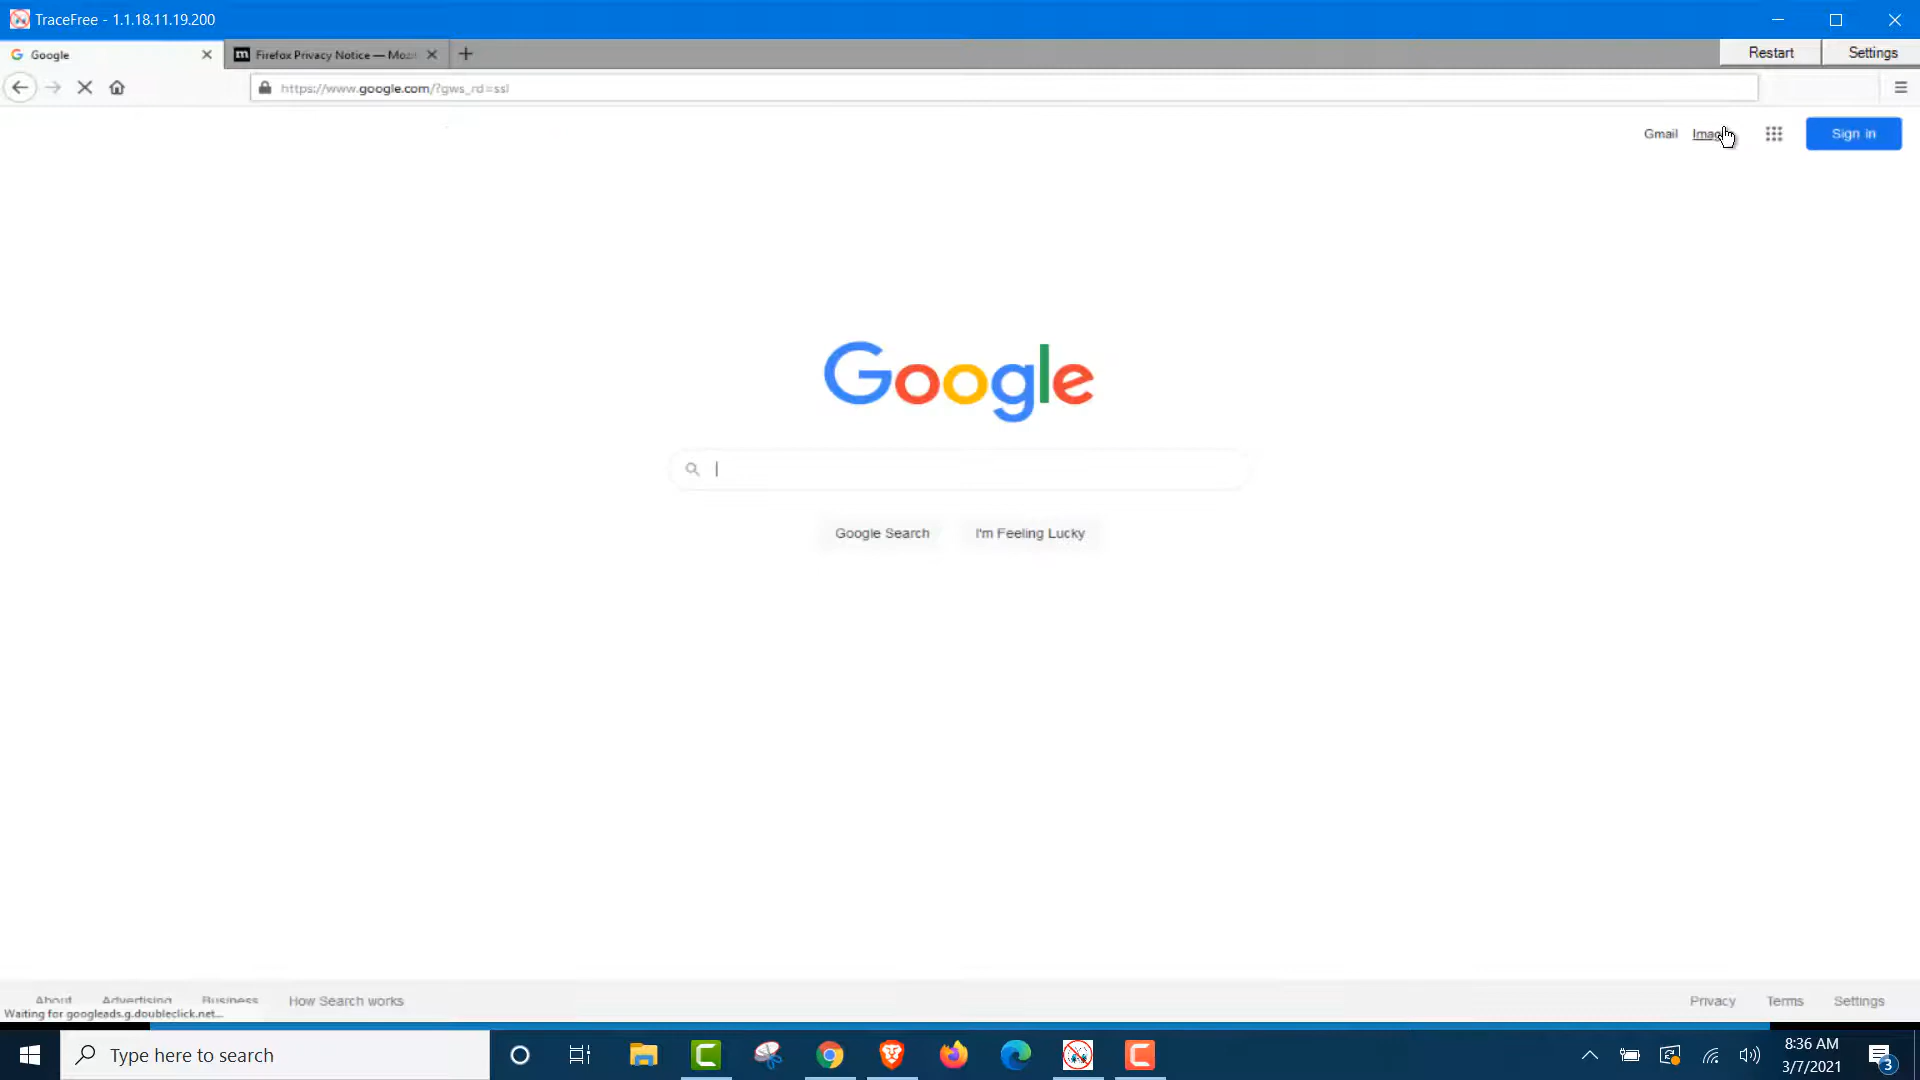 TraceFree - 1.1.18.11.19.200
Google
Firefox Privacy Notice — Moz
Restart
Settings
https://www.google.com/?gws_rd=ssl
Gmail
Imag
Sign in
Google
Google Search
I'm Feeling Lucky
About
Advertising
Business
How Search works
Privacy
Terms
Settings
Waiting for googleads.g.doubleclick.net...
Type here to search
8:36 AM
3/7/2021
3